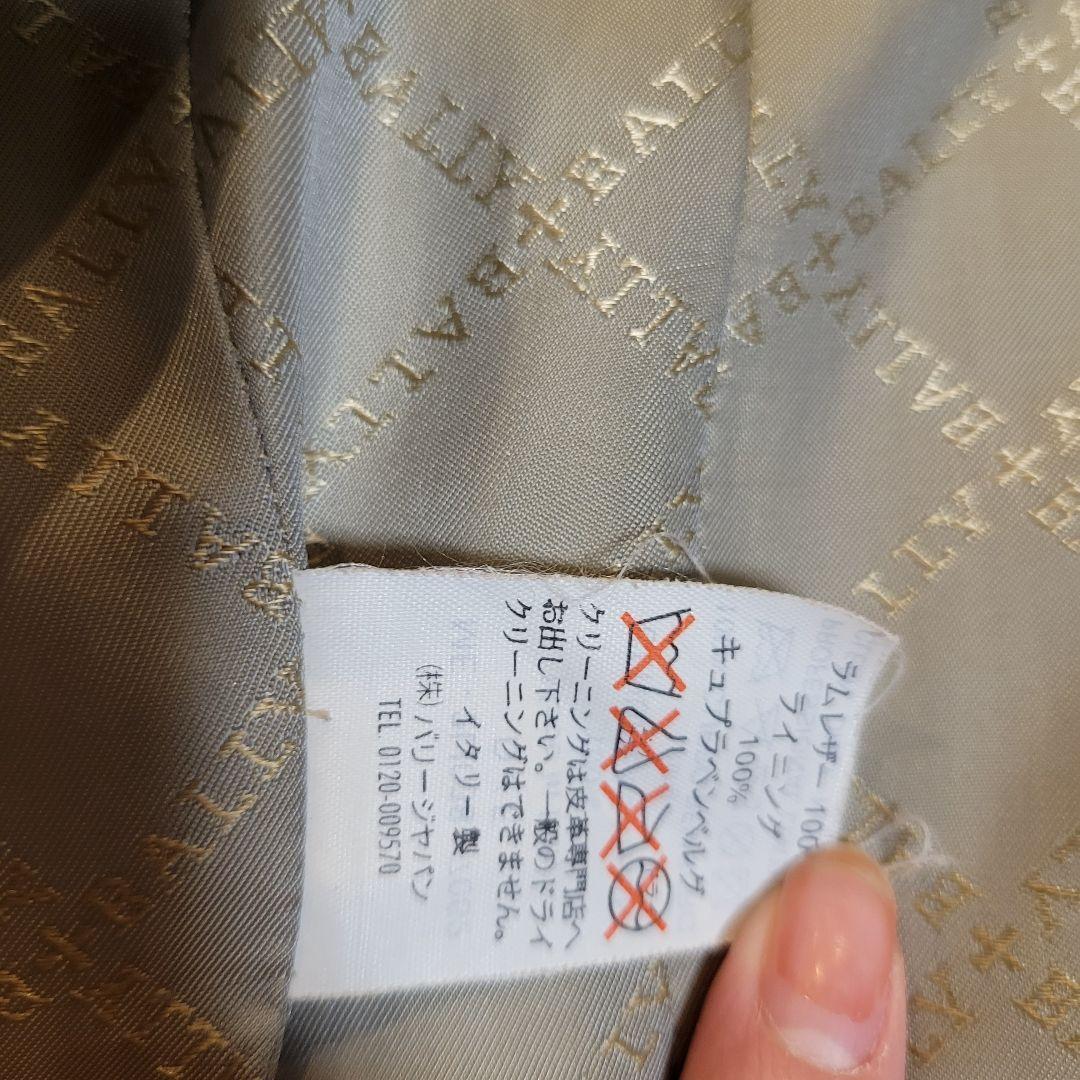 ラムレザー 100
ライニング
100%
キュプラベンベルグ
クリーニングは皮革専門店へ
お出し下さい。一般のドライ
クリーニングはできません。
イタリー製
(株)バリージャパン
TEL 0120-009570
BALLY + BALLY
BALLY + BALLY